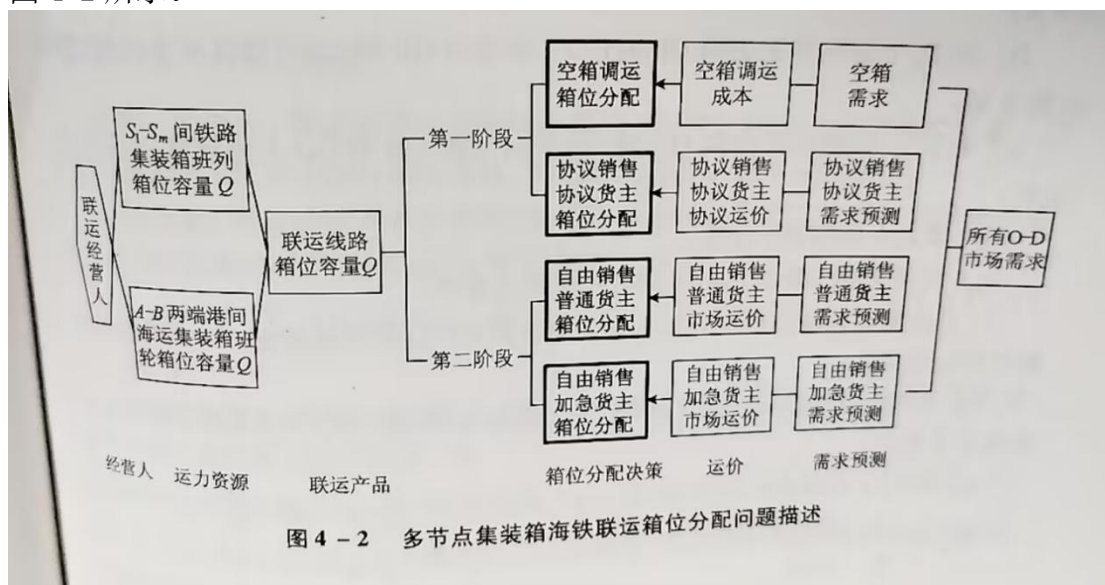 联运经营人
S₁-Sₘ间铁路
集装箱班列
箱位容量Q
A-B两端港间
海运集装箱班
轮箱位容量Q
联运线路
箱位容量Q
第一阶段
第二阶段
空箱调运
箱位分配
空箱调运
成本
空箱
需求
协议销售
协议货主
箱位分配
协议销售
协议货主
协议运价
协议销售
协议货主
需求预测
自由销售
普通货主
箱位分配
自由销售
普通货主
市场运价
自由销售
普通货主
需求预测
自由销售
加急货主
箱位分配
自由销售
加急货主
市场运价
自由销售
加急货主
需求预测
所有O-D
市场需求
经营人
运力资源
联运产品
箱位分配决策
运价
需求预测
图4-2 多节点集装箱海铁联运箱位分配问题描述